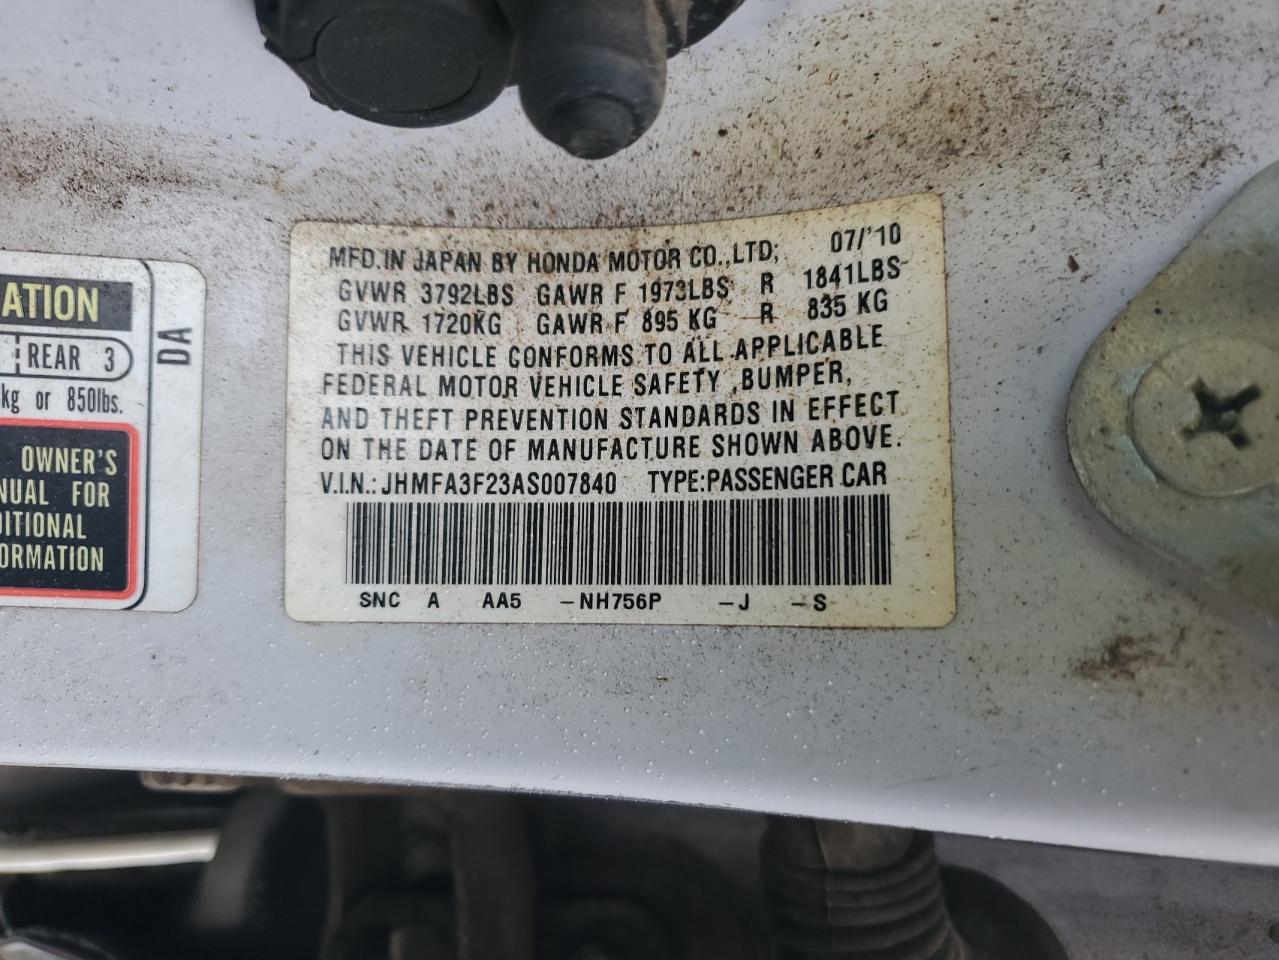 ATION
REAR 3
kg or 850lbs.
OWNER'S
NUAL FOR
DITIONAL
ORMATION
DA
MFD.IN JAPAN BY HONDA MOTOR CO.,LTD; 07/'10
GVWR 3792LBS GAWR F 1973LBS R 1841LBS
GVWR 1720KG GAWR F 895 KG R 835 KG
THIS VEHICLE CONFORMS TO ALL APPLICABLE
FEDERAL MOTOR VEHICLE SAFETY ,BUMPER,
AND THEFT PREVENTION STANDARDS IN EFFECT
ON THE DATE OF MANUFACTURE SHOWN ABOVE.
V.I.N.: JHMFA3F23AS007840 TYPE:PASSENGER CAR
SNC A AA5 -NH756P -J -S